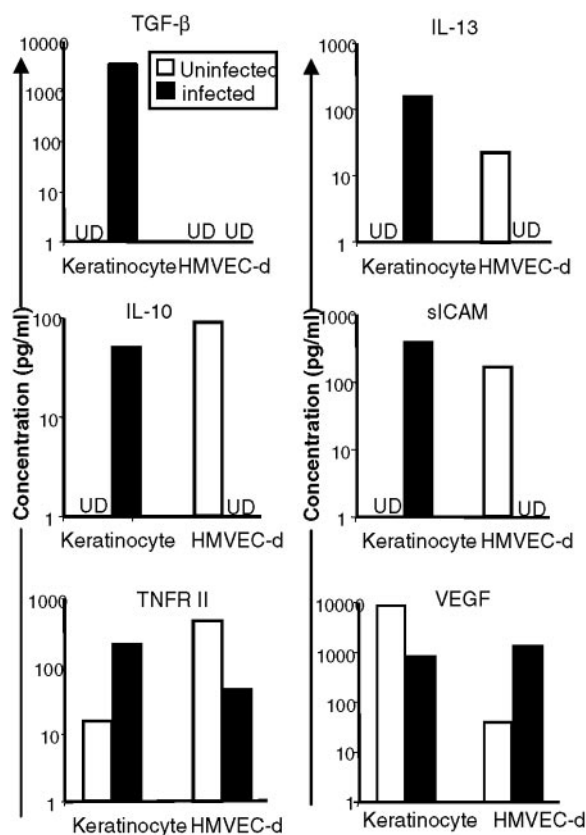 TGF-β
10000
1000
100
10
1
UD
UD UD
Keratinocyte HMVEC-d
Uninfected
infected
IL-13
1000
100
10
1
UD
UD
Keratinocyte HMVEC-d
Concentration (pg/ml)
IL-10
100
10
1
UD
UD
Keratinocyte HMVEC-d
Concentration (pg/ml)
sICAM
1000
100
10
1
UD
UD
Keratinocyte HMVEC-d
TNFR II
1000
100
10
1
Keratinocyte HMVEC-d
VEGF
10000
1000
100
10
1
Keratinocyte HMVEC-d